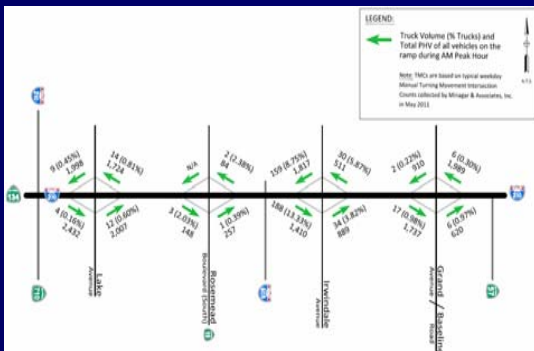 LEGEND:
Truck Volume (% Trucks) and
Total PHV of all vehicles on the
ramp during AM Peak Hour
Note: TMCs are based on typical weekday
Manual Turning Movement Intersection
Counts collected by Minagar & Associates, Inc.
in May 2011
N.T.S
9 (0.45%)
1,998
14 (0.81%)
1,724
N/A
2 (2.38%)
84
159 (8.75%)
1,817
30 (5.87%)
511
2 (0.22%)
910
6 (0.30%)
1,989
134
4 (0.16%)
2,432
12 (0.60%)
2,007
3 (2.03%)
148
1 (0.39%)
257
188 (13.33%)
1,410
34 (3.82%)
889
17 (0.98%)
1,737
6 (0.97%)
620
710
Lake
Avenue
Rosemead
Boulevard (South)
Irwindale
Avenue
Grand / Baseline
Avenue Road
57